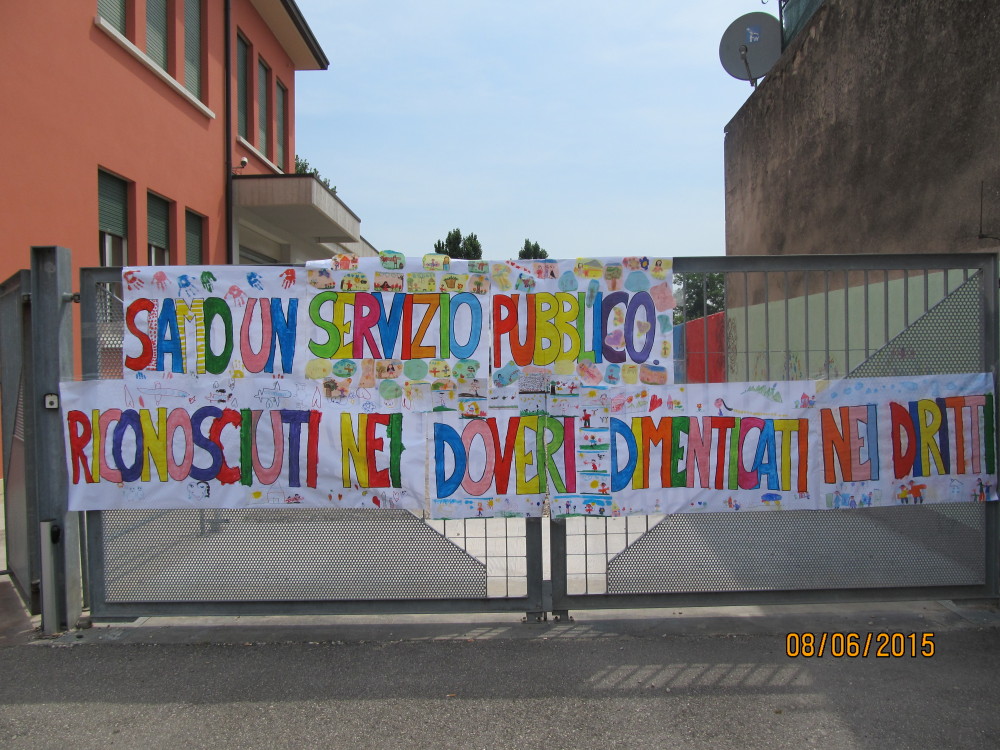 SIAMO UN SERVIZIO PUBBLICO.
RICONOSCIUTI NEI DOVERI DIMENTICATI NEI DIRITTI
08/06/2015